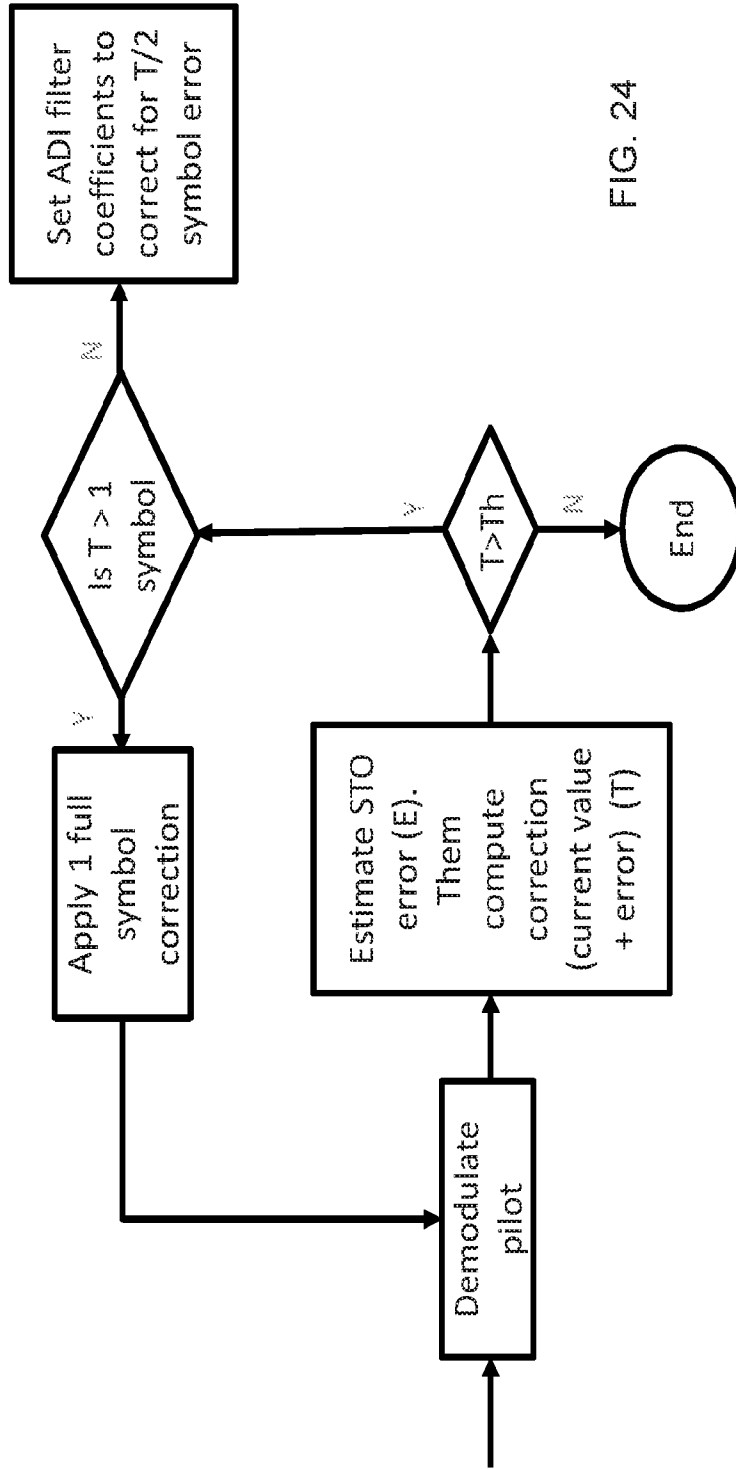 Demodulate
pilot
Estimate STO
error (E).
Them
compute
correction
(current value
+ error) (T)
T>Th
Y
N
End
Is T > 1
symbol
Y
N
Apply 1 full
symbol
correction
Set ADI filter
coefficients to
correct for T/2
symbol error
FIG. 24